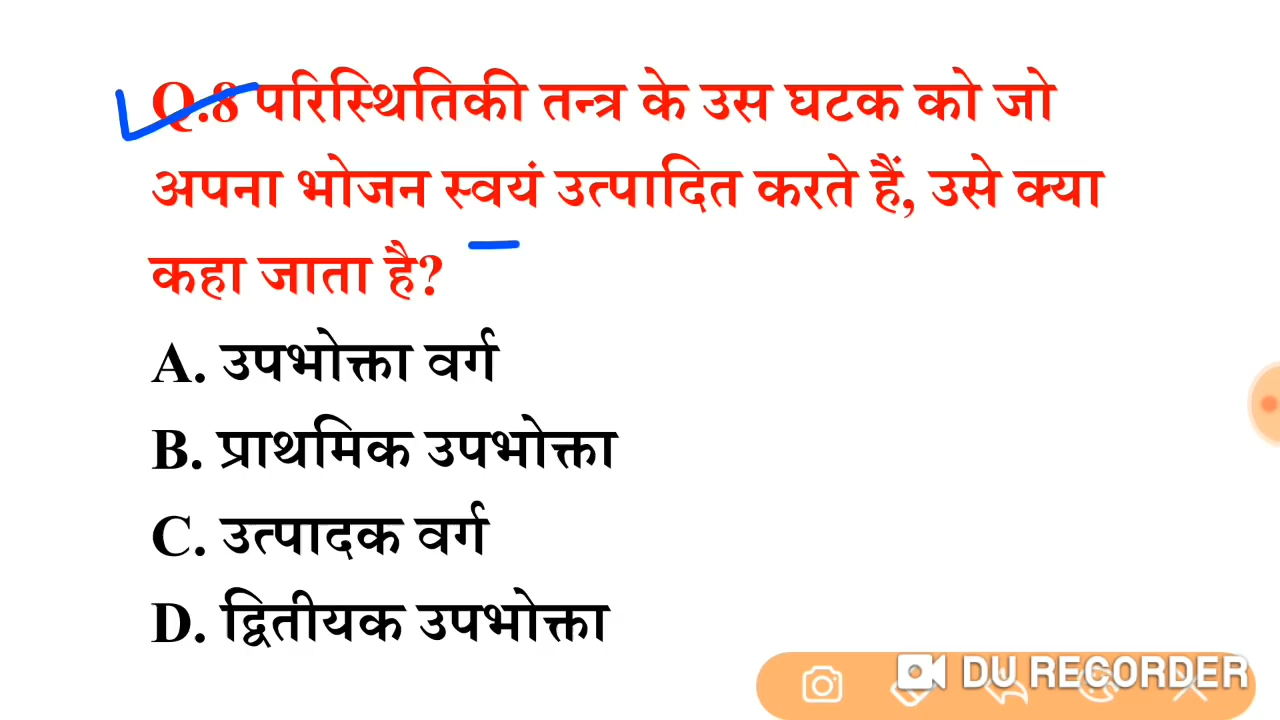 Q.8 परिस्थितिकी तन्त्र के उस घटक को जो
अपना भोजन स्वयं उत्पादित करते हैं, उसे क्या
कहा जाता है?
A. उपभोक्ता वर्ग
B. प्राथमिक उपभोक्ता
C. उत्पादक वर्ग
D. द्वितीयक उपभोक्ता
DU RECORDER